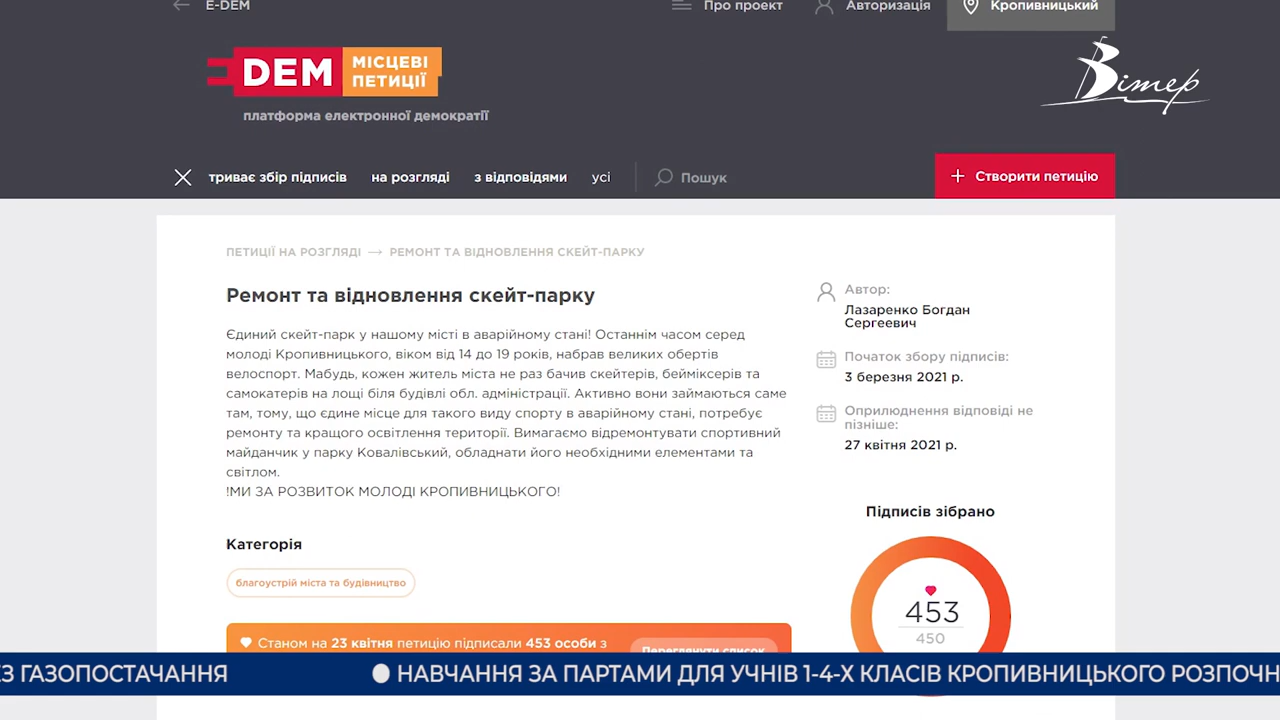 E-DEM
Про проект
Авторизація
Кропивницький
DEM
МІСЦЕВІ
ПЕТИЦІЇ
Вітер
платформа електронної демократії
триває збір підписів
на розгляді
з відповідями
усі
Пошук
Створити петицію
ПЕТИЦІЇ НА РОЗГЛЯДІ → РЕМОНТ ТА ВІДНОВЛЕННЯ СКЕЙТ-ПАРКУ
Ремонт та відновлення скейт-парку
Єдиний скейт-парк у нашому місті в аварійному стані! Останнім часом серед
молоді Кропивницького, віком від 14 до 19 років, набрав великих обертів
велоспорт. Мабудь, кожен житель міста не раз бачив скейтерів, бейміксерів та
самокатерів на лощі біля будівлі обл. адміністрації. Активно вони займаються саме
там, тому, що єдине місце для такого виду спорту в аварійному стані, потребує
ремонту та кращого освітлення території. Вимагаємо відремонтувати спортивний
майданчик у парку Ковалівський, обладнати його необхідними елементами та
світлом.
!МИ ЗА РОЗВИТОК МОЛОДІ КРОПИВНИЦЬКОГО!
Автор:
Лазаренко Богдан
Сергеевич
Початок збору підписів:
3 березня 2021 р.
Оприлюднення відповіді не
пізніше:
27 квітня 2021 р.
Підписів зібрано
453
450
Категорія
благоустрій міста та будівництво
Станом на 23 квітня петицію підписали 453 особи з
Переглянути список
ЕЗ ГАЗОПОСТАЧАННЯ
НАВЧАННЯ ЗА ПАРТАМИ ДЛЯ УЧНІВ 1-4-Х КЛАСІВ КРОПИВНИЦЬКОГО РОЗПОЧН